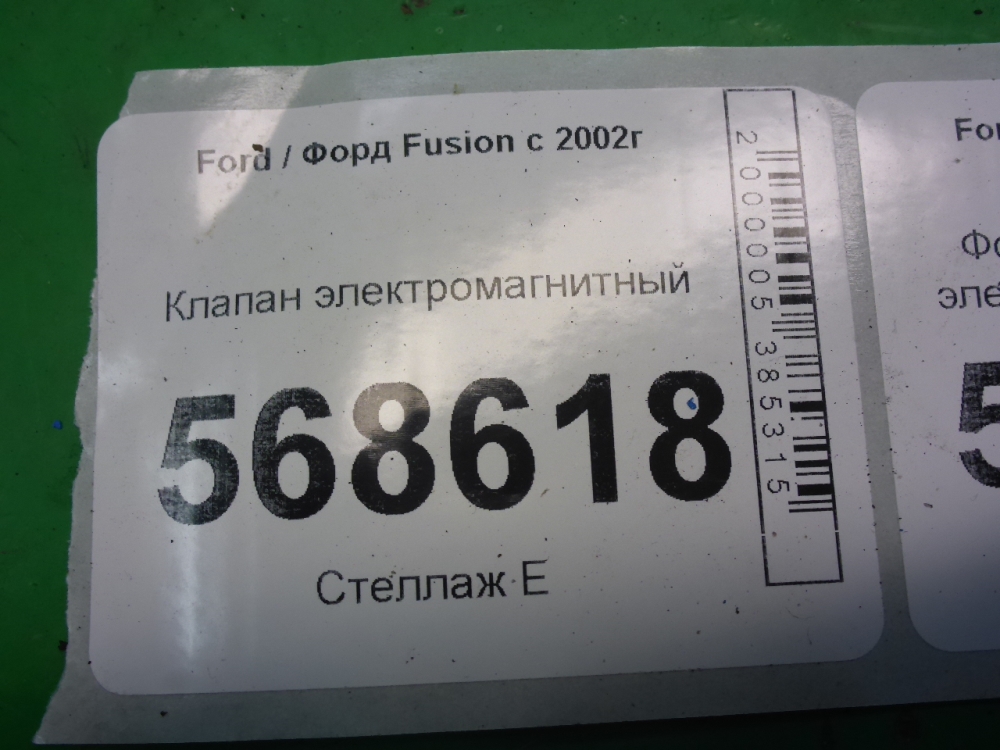 Ford / Форд Fusion с 2002г
Клапан электромагнитный
568618
Стеллаж Е
2000005385315